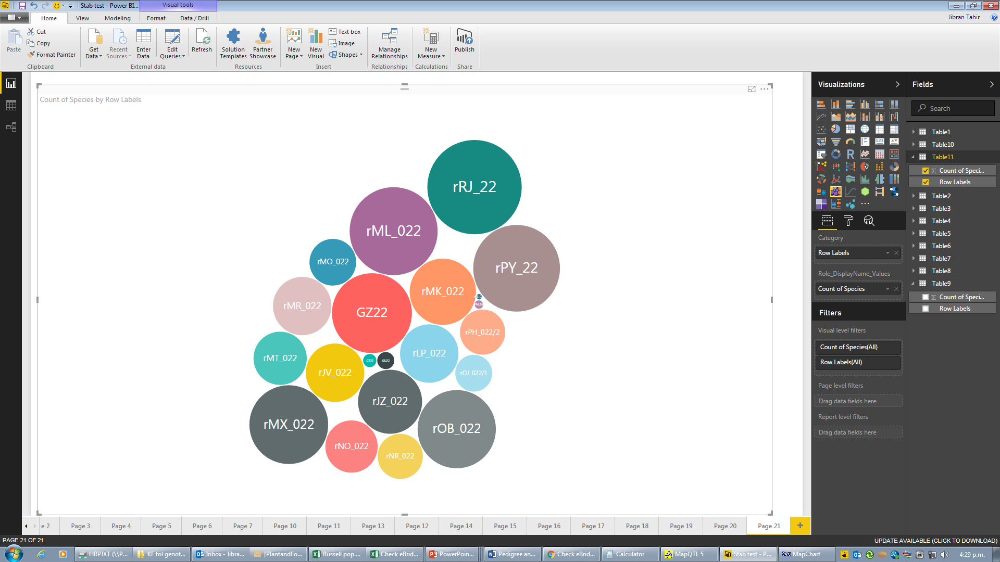 Stab test - Power BI...
Visual tools
Home
View
Modeling
Format
Data / Drill
Jibran Tahir
Paste
Cut
Copy
Format Painter
Clipboard
Get Data
Recent Sources
Enter Data
Edit Queries
External data
Refresh
Solution Templates
Partner Showcase
Resources
New Page
New Visual
Text box
Image
Shapes
Insert
Manage Relationships
Relationships
New Measure
Calculations
Publish
Share
Count of Species by Row Labels
rRJ_22
rML_022
rPY_22
rMO_022
rMK_022
rMR_022
GZ22
rPH_022/2
rLP_022
rMT_022
GT22
GU22
rJV_022
rOJ_022/1
rJZ_022
rMX_022
rOB_022
rNO_022
rNR_022
Visualizations
Category
Row Labels
Role_DisplayName_Values
Count of Species
Filters
Visual level filters
Count of Species(All)
Row Labels(All)
Page level filters
Drag data fields here
Report level filters
Drag data fields here
Fields
Search
Table1
Table10
Table11
Count of Speci...
Row Labels
Table2
Table3
Table4
Table5
Table6
Table7
Table8
Table9
Count of Speci...
Row Labels
e 2
Page 3
Page 4
Page 5
Page 6
Page 7
Page 10
Page 11
Page 13
Page 12
Page 14
Page 15
Page 16
Page 17
Page 18
Page 19
Page 20
Page 21
PAGE 21 OF 21
UPDATE AVAILABLE (CLICK TO DOWNLOAD)
HRPJXT (\\P...
KF tol genot...
Inbox - Jibra...
[PlantandFo...
Russell pop....
Check eBrid...
PowerPoin...
Pedigree an...
Check eBrid...
Calculator
MapQTL 5
Stab test - P...
MapChart
4:29 p.m.